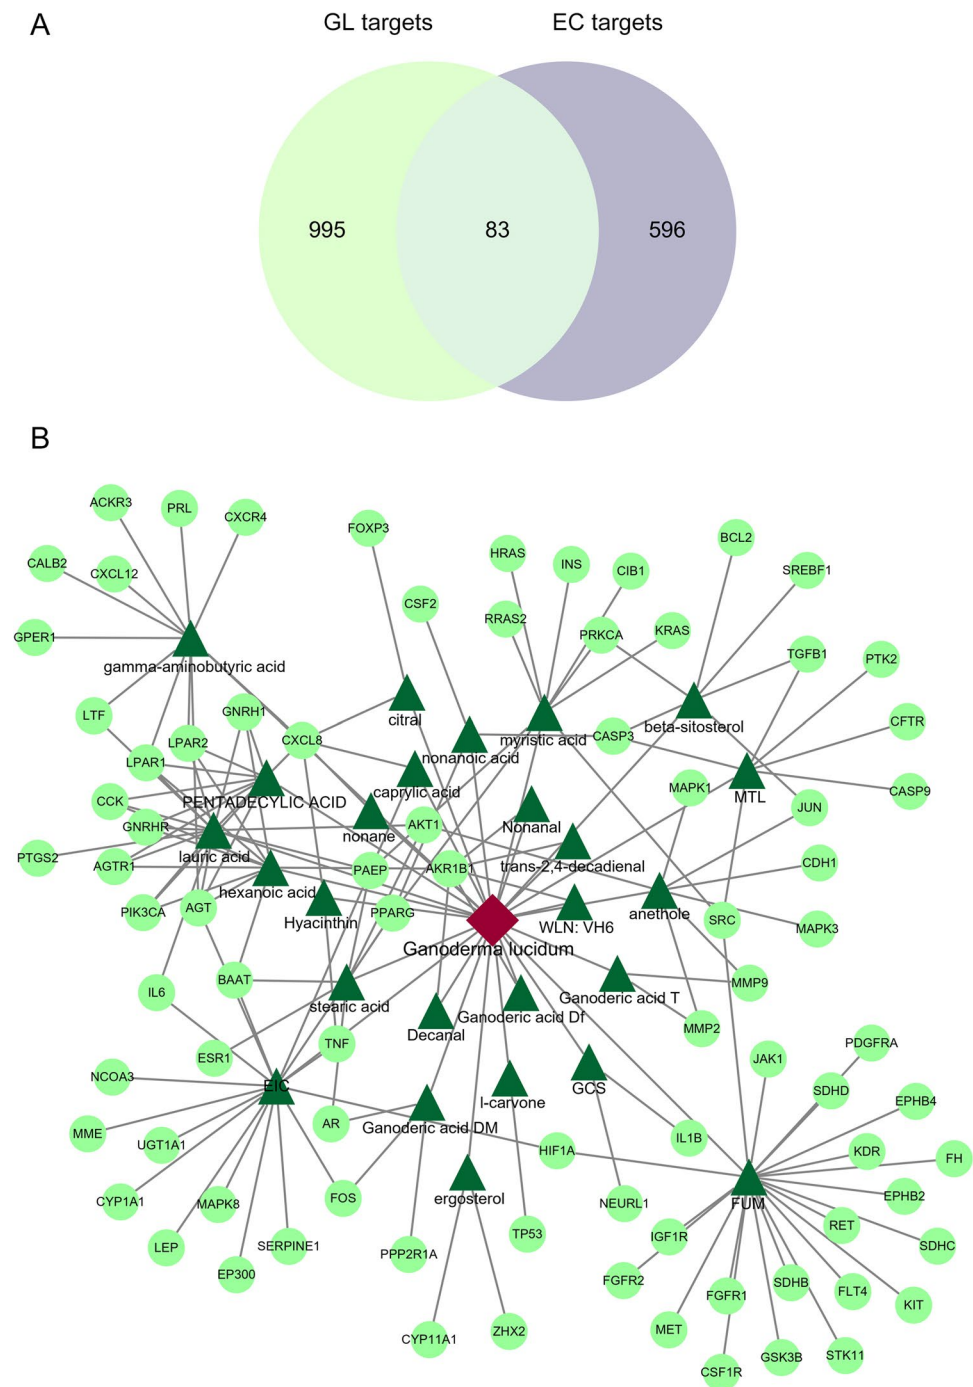 A
GL targets
EC targets
995
83
596
B
ACKR3
PRL
CXCR4
FOXP3
HRAS
INS
CIB1
BCL2
SREBF1
CALB2
CXCL12
CSF2
RRAS2
PRKCA
KRAS
GPER1
gamma-aminobutyric acid
TGFB1
PTK2
LTF
GNRH1
citral
myristic acid
beta-sitosterol
CFTR
LPAR2
CXCL8
nonanoic acid
CASP3
LPAR1
CCK
PENTADECYLIC ACID
caprylic acid
MAPK1
MTL
CASP9
GNRHR
nonane
AKT1
Nonanal
JUN
PTGS2
AGTR1
lauric acid
PAEP
AKR1B1
trans-2,4-decadienal
CDH1
PIK3CA
AGT
hexanoic acid
Hyacinthin
PPARG
WLN: VH6
anethole
SRC
MAPK3
Ganoderma lucidum
IL6
BAAT
stearic acid
Decanal
Ganoderic acid Df
Ganoderic acid T
MMP9
MMP2
ESR1
TNF
NCOA3
EIC
JAK1
PDGFRA
SDHD
EPHB4
MME
UGT1A1
AR
Ganoderic acid DM
l-carvone
GCS
IL1B
HIF1A
KDR
FH
CYP1A1
MAPK8
FOS
ergosterol
NEURL1
FUM
EPHB2
LEP
EP300
SERPINE1
PPP2R1A
TP53
IGF1R
RET
SDHC
FGFR2
FGFR1
SDHB
FLT4
KIT
CYP11A1
ZHX2
MET
CSF1R
GSK3B
STK11